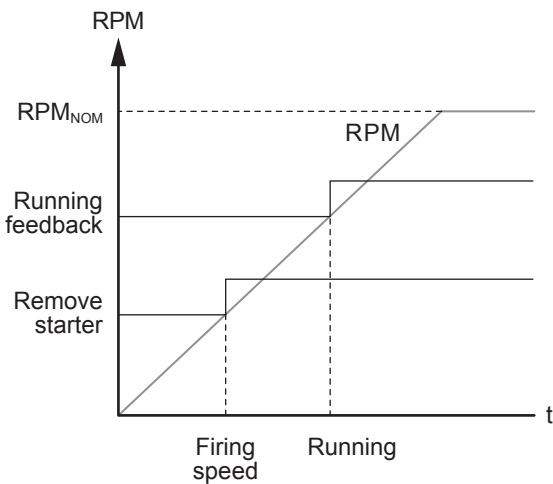 RPM
RPMNOM
RPM
Running
feedback
Remove
starter
t
Firing
speed
Running